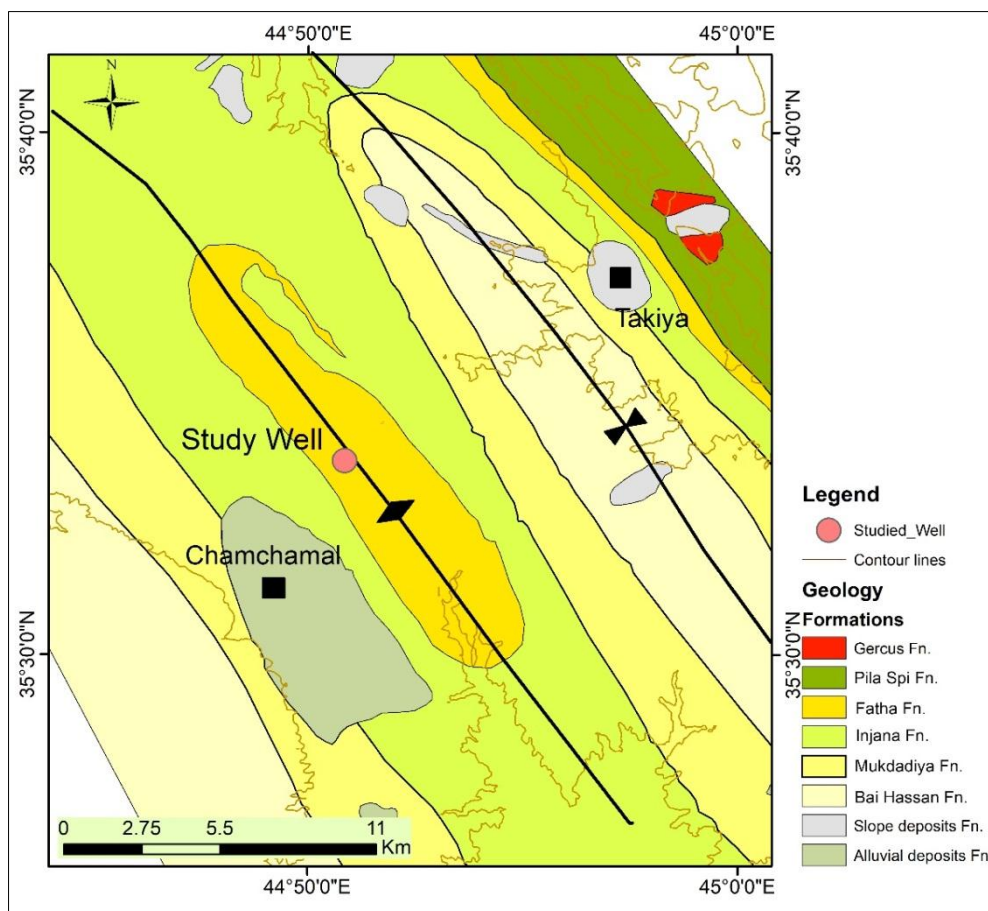 44°50'0"E
45°0'0"E
N
35°40'0"N
35°40'0"N
Takiya
Study Well
Chamchamal
35°30'0"N
35°30'0"N
0 2.75 5.5 11
Km
44°50'0"E
45°0'0"E
Legend
Studied_Well
Contour lines
Geology
Formations
Gercus Fn.
Pila Spi Fn.
Fatha Fn.
Injana Fn.
Mukdadiya Fn.
Bai Hassan Fn.
Slope deposits Fn.
Alluvial deposits Fn